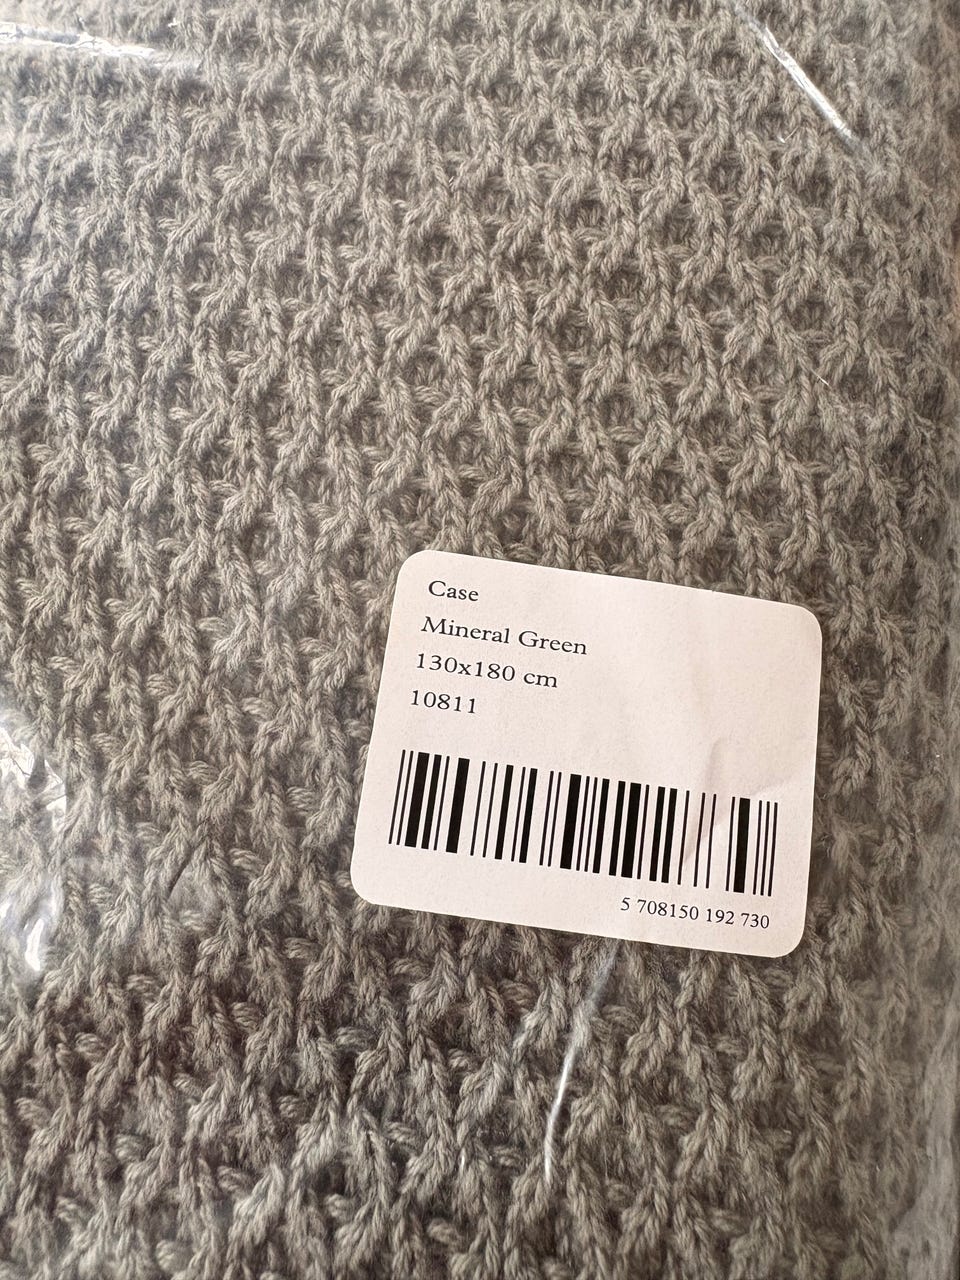 Case
Mineral Green
130x180 cm
10811
5 708150 192 730